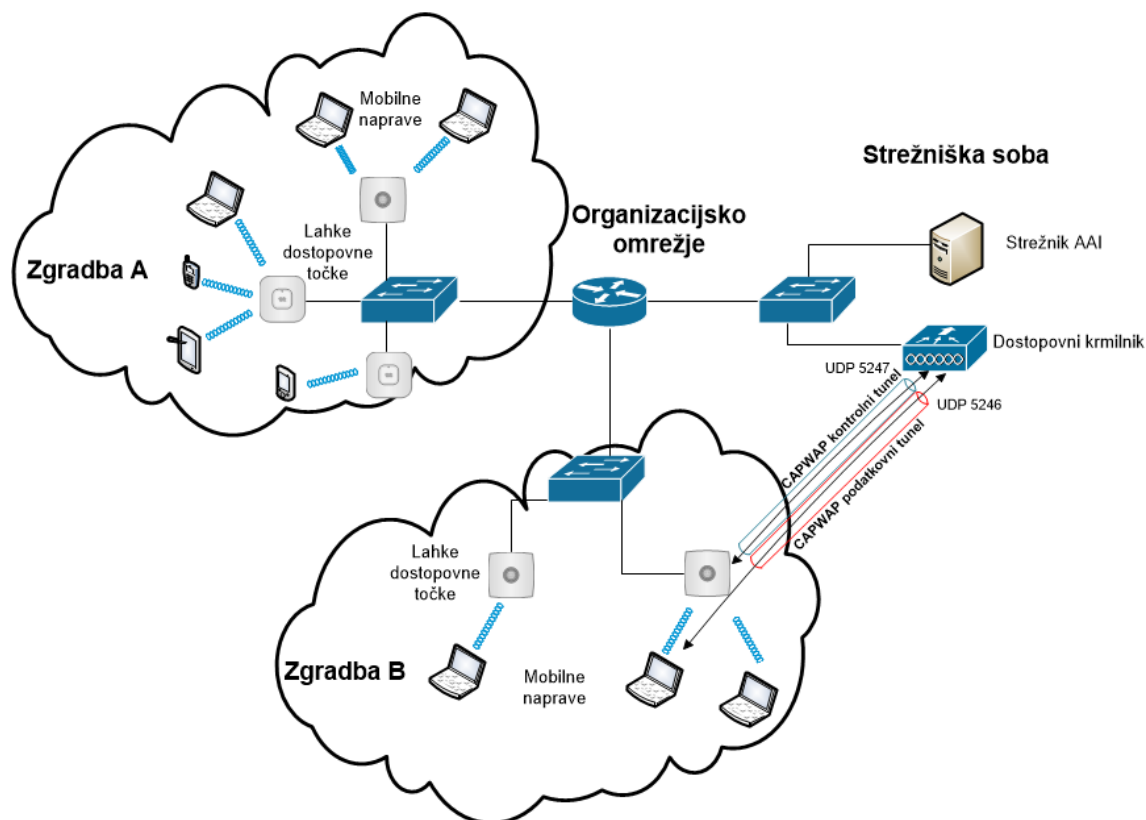 Mobilne
naprave
Strežniška soba
Organizacijsko
omrežje
Lahke
dostopovne
točke
Zgradba A
Strežnik AAI
Dostopovni krmilnik
UDP 5247
UDP 5246
CAPWAP kontrolni tunel
CAPWAP podatkovni tunel
Lahke
dostopovne
točke
Zgradba B
Mobilne
naprave